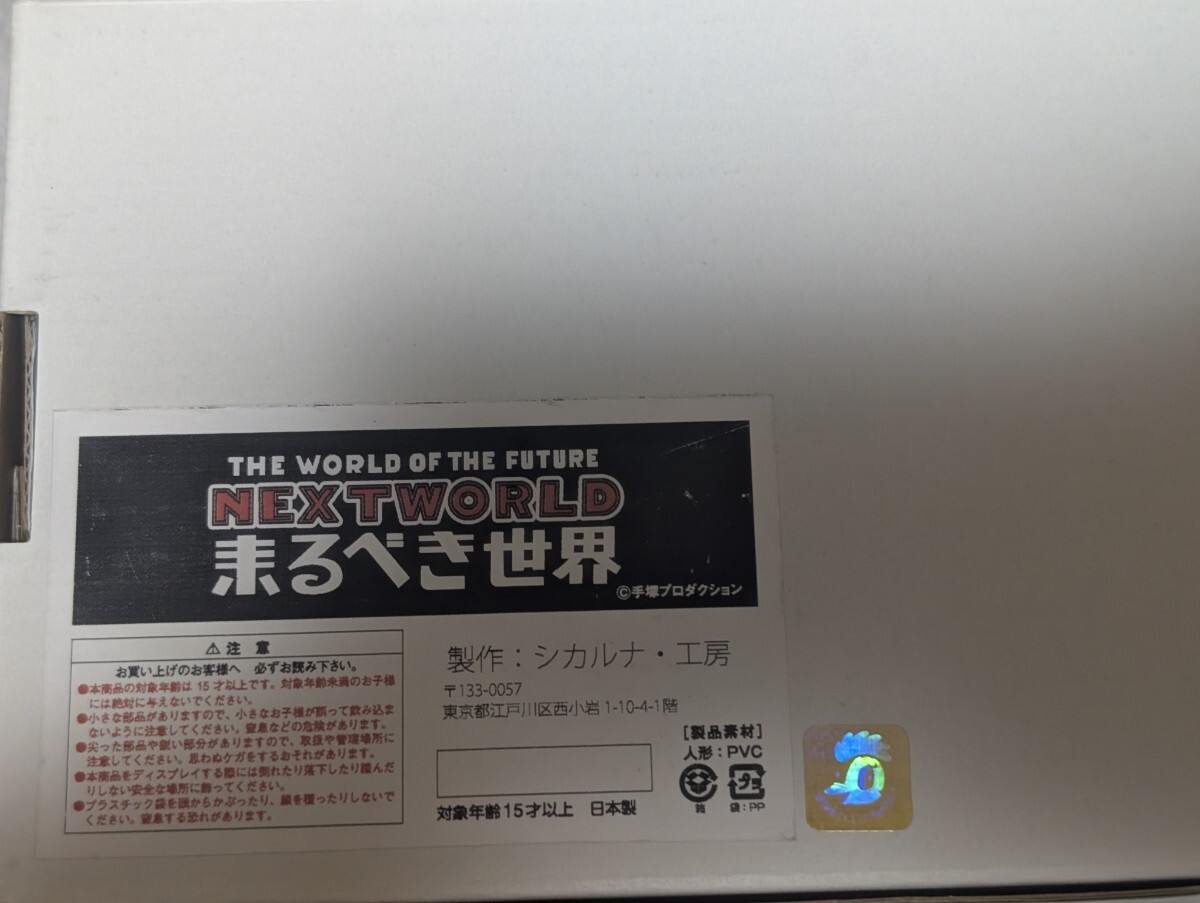 THE WORLD OF THE FUTURE
NEXTWORLD
来るべき世界
©手塚プロダクション
⚠注 意
お買い上げのお客様へ 必ずお読み下さい。
●本商品の対象年齢は15才以上です。対象年齢未満のお子様
には絶対に与えないでください。
●小さな部品がありますので、小さなお子様が誤って飲み込ま
ないように注意してください。窒息などの危険があります。
●尖った部品や鋭い部分がありますので、取扱や管理場所に
注意してください。思わぬケガをするおそれがあります。
●本商品をディスプレイする際には倒れたり落下したり踏んだ
りしない安全な場所に飾ってください。
●プラスチック袋を頭からかぶったり、顔を覆ったりしないで
ください。窒息する恐れがあります。
製作：シカルナ・工房
〒133-0057
東京都江戸川区西小岩1-10-4-1階
[製品素材]
人形：PVC
箱 袋：PP
対象年齢15才以上 日本製